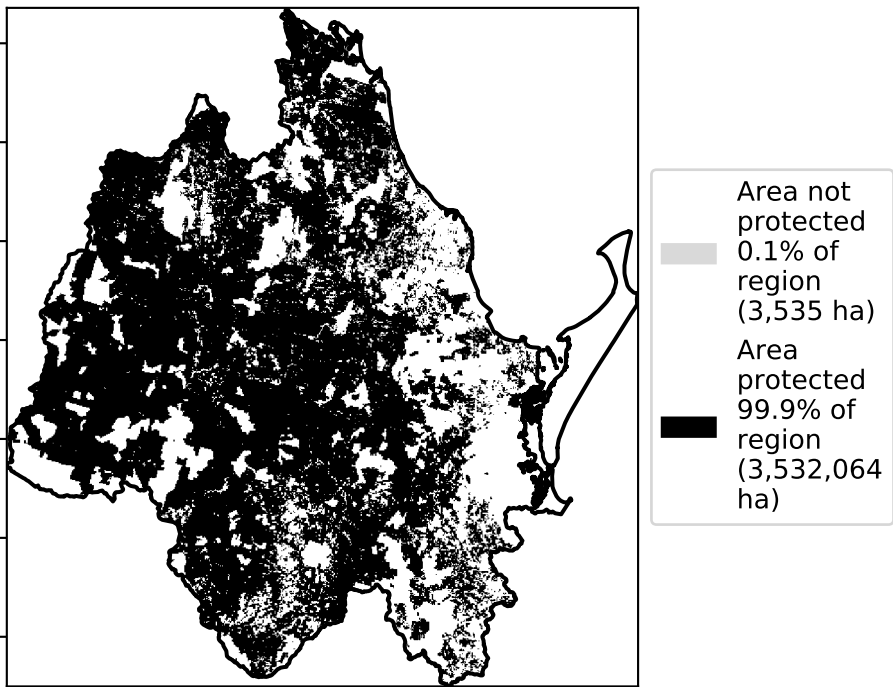 Area not
protected
0.1% of
region
(3,535 ha)
Area
protected
99.9% of
region
(3,532,064
ha)